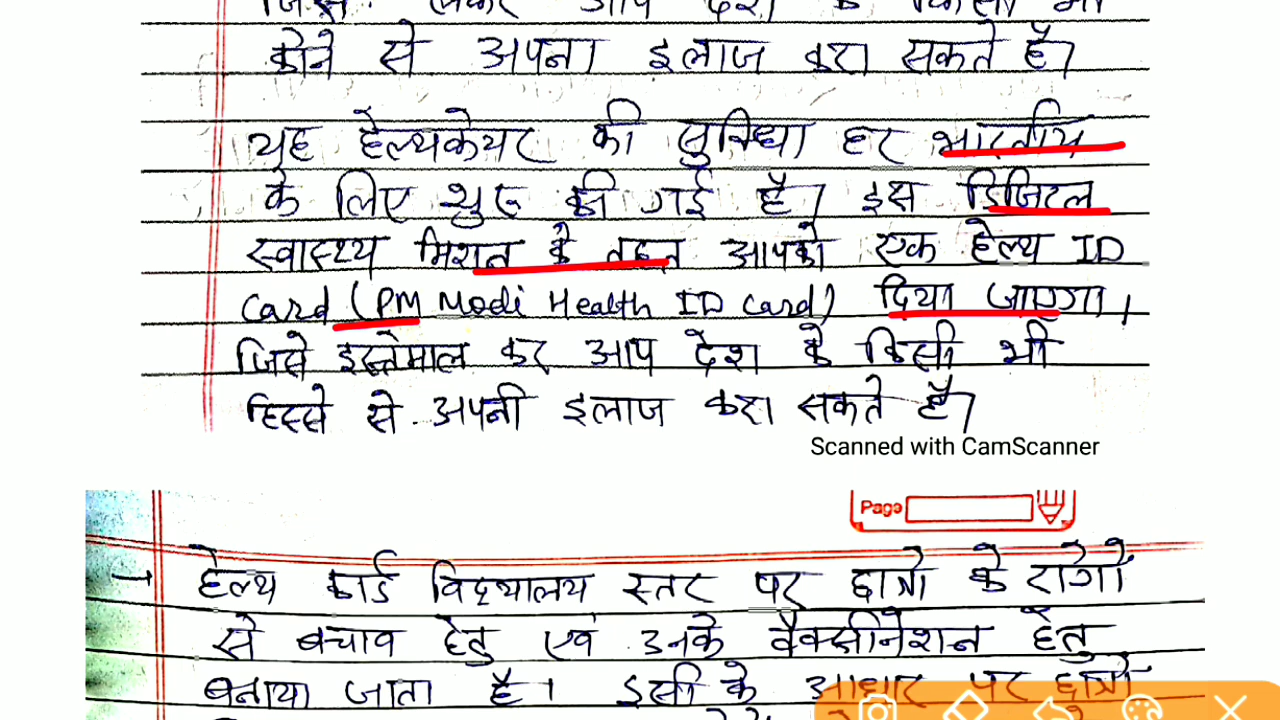 कोने से अपना इलाज करा सकते है।
यह हैल्थकेयर की सुविधा हर भारतीय
के लिए शुरू की गई है। इस डिजिटल
स्वास्थ्य मिशन के तहत आपको एक हेल्थ ID
Card (PM Modi Health ID Card) दिया जाएगा।
जिसे इस्तेमाल कर आप देश के किसी भी
हिस्से से अपनी इलाज करा सकते है।
Scanned with CamScanner
Page
→ हेल्थ कार्ड विद्यालय स्तर पर छात्रो के रोगों
से बचाव हेतु एवं उनके वैक्सीनेशन हेतु
बनाया जाता है। इसी के आधार पर छात्रो